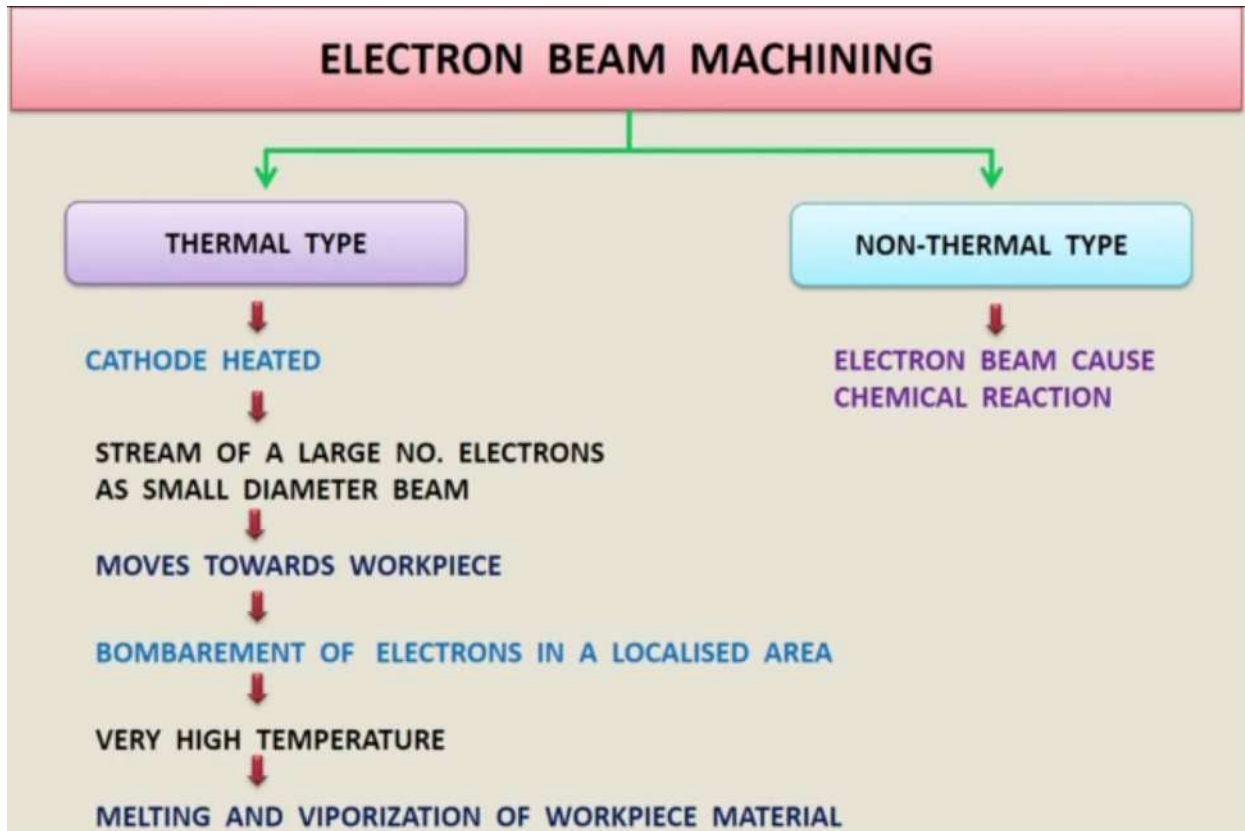 ELECTRON BEAM MACHINING
THERMAL TYPE
CATHODE HEATED
STREAM OF A LARGE NO. ELECTRONS
AS SMALL DIAMETER BEAM
MOVES TOWARDS WORKPIECE
BOMBAREMENT OF ELECTRONS IN A LOCALISED AREA
VERY HIGH TEMPERATURE
MELTING AND VIPORIZATION OF WORKPIECE MATERIAL
NON-THERMAL TYPE
ELECTRON BEAM CAUSE
CHEMICAL REACTION